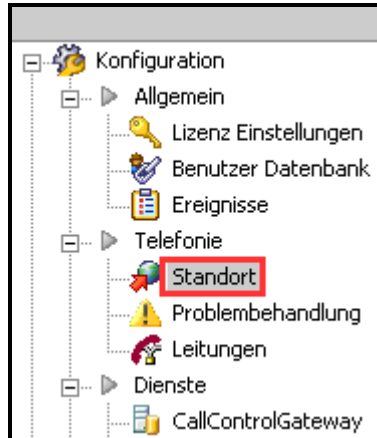 Konfiguration
Allgemein
Lizenz Einstellungen
Benutzer Datenbank
Ereignisse
Telefonie
Standort
Problembehandlung
Leitungen
Dienste
CallControlGateway